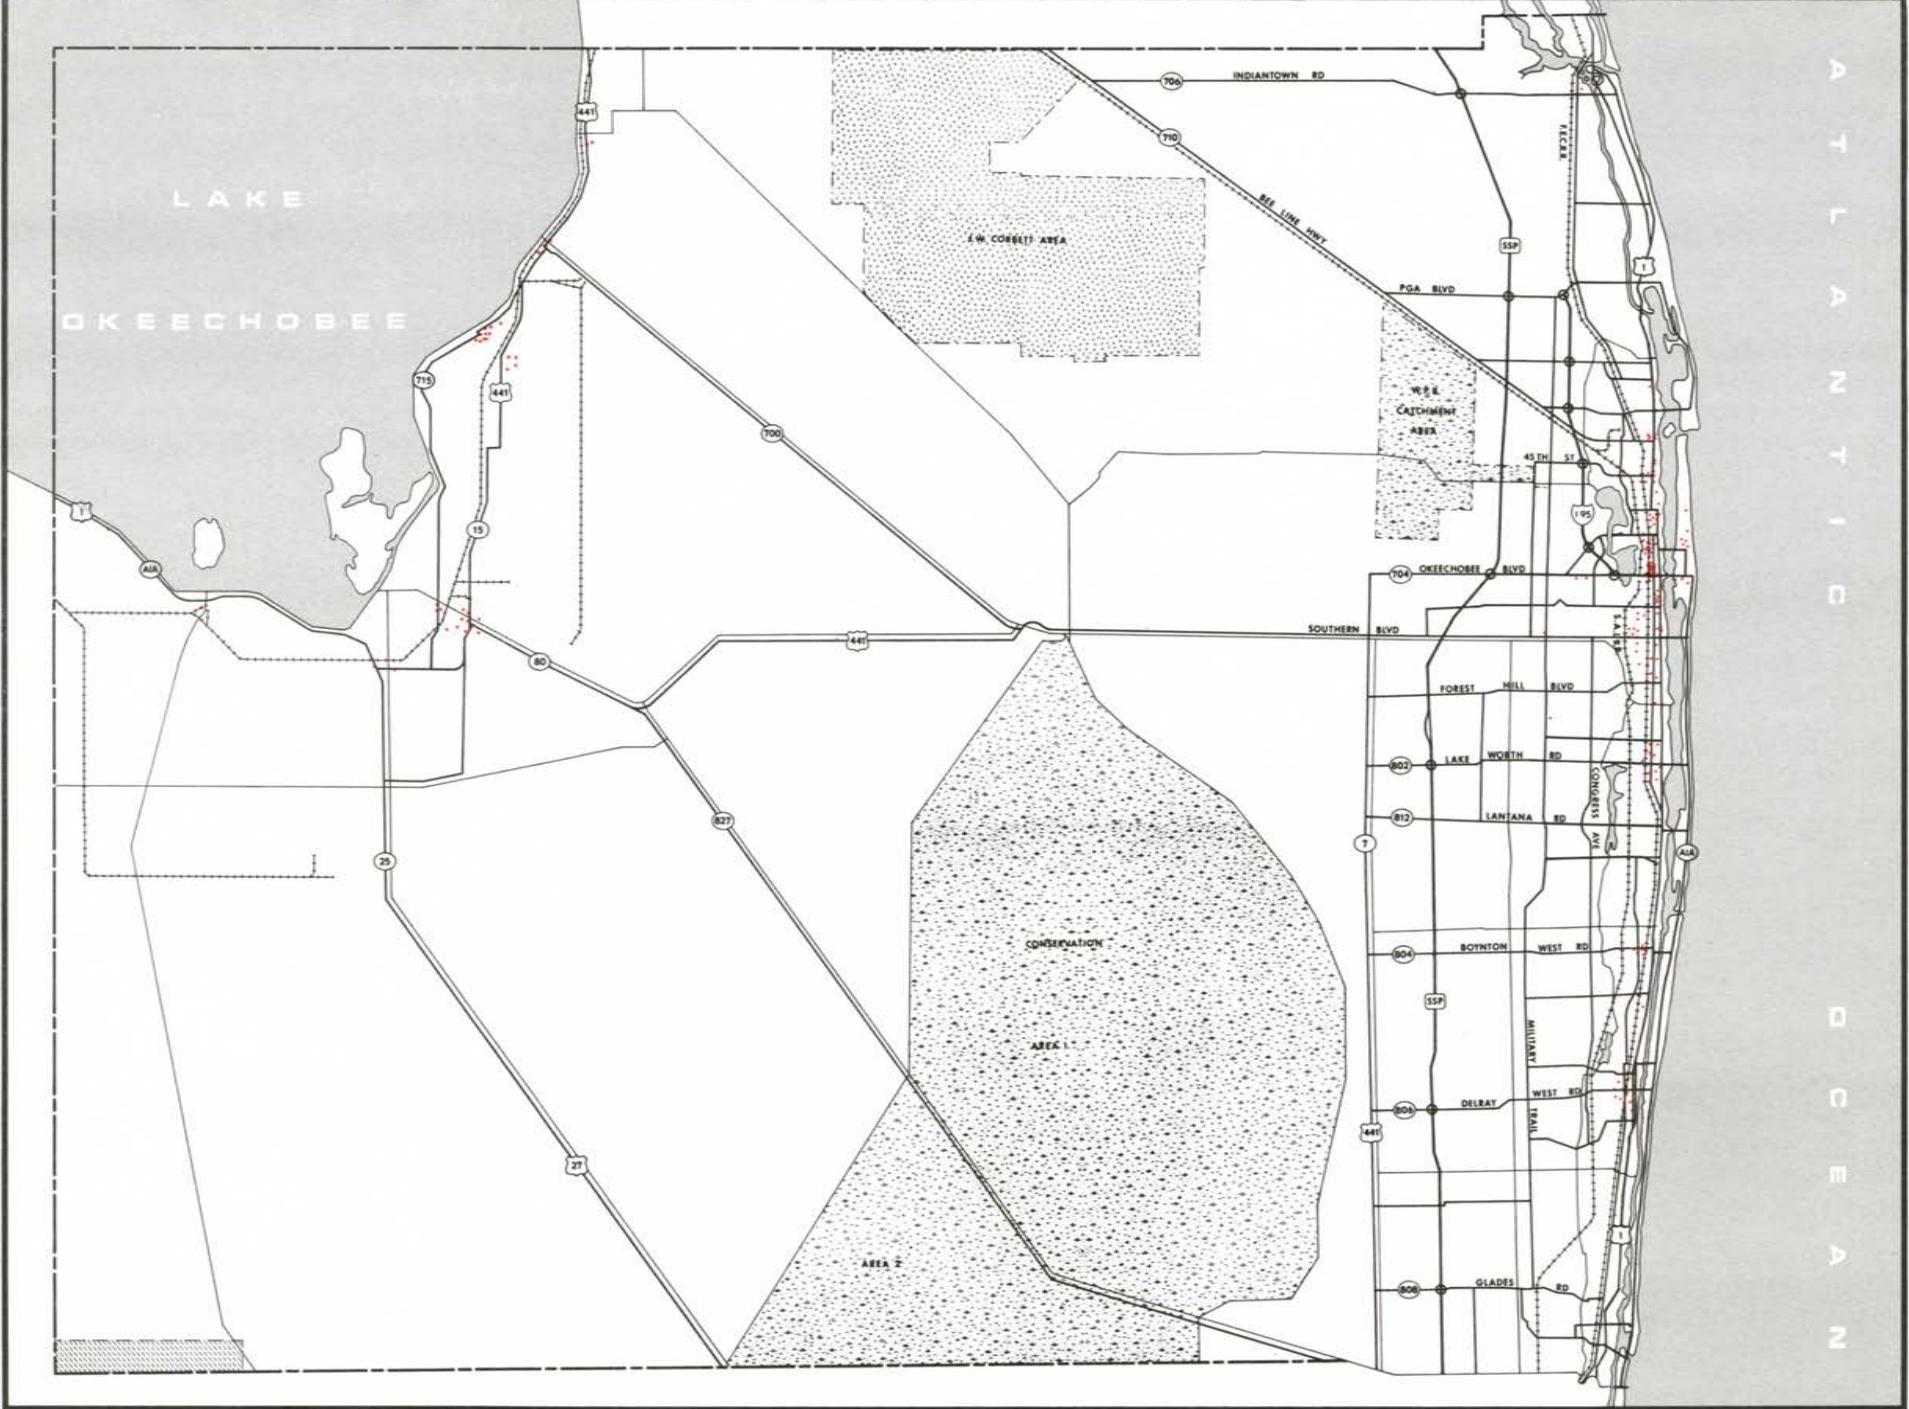 706 INDIANTOWN RD
441
710
F.E.C.R.R.
LAKE
J.W. CORBETT AREA
BEE LINE HWY
SSP
1
OKEECHOBEE
PGA BLVD
715
441
W.P.B.
CATCHMENT
AREA
700
45TH ST
1
15
I 95
A1A
704 OKEECHOBEE BLVD
SOUTHERN BLVD
S.A.L.R.R.
441
80
FOREST HILL BLVD
802 LAKE WORTH RD
CONGRESS AVE
827
812 LANTANA RD
7
A1A
25
CONSERVATION
804 BOYNTON WEST RD
SSP
AREA 1
MILITARY TRAIL
806 DELRAY WEST RD
441
27
1
AREA 2
808 GLADES RD
ATLANTIC OCEAN